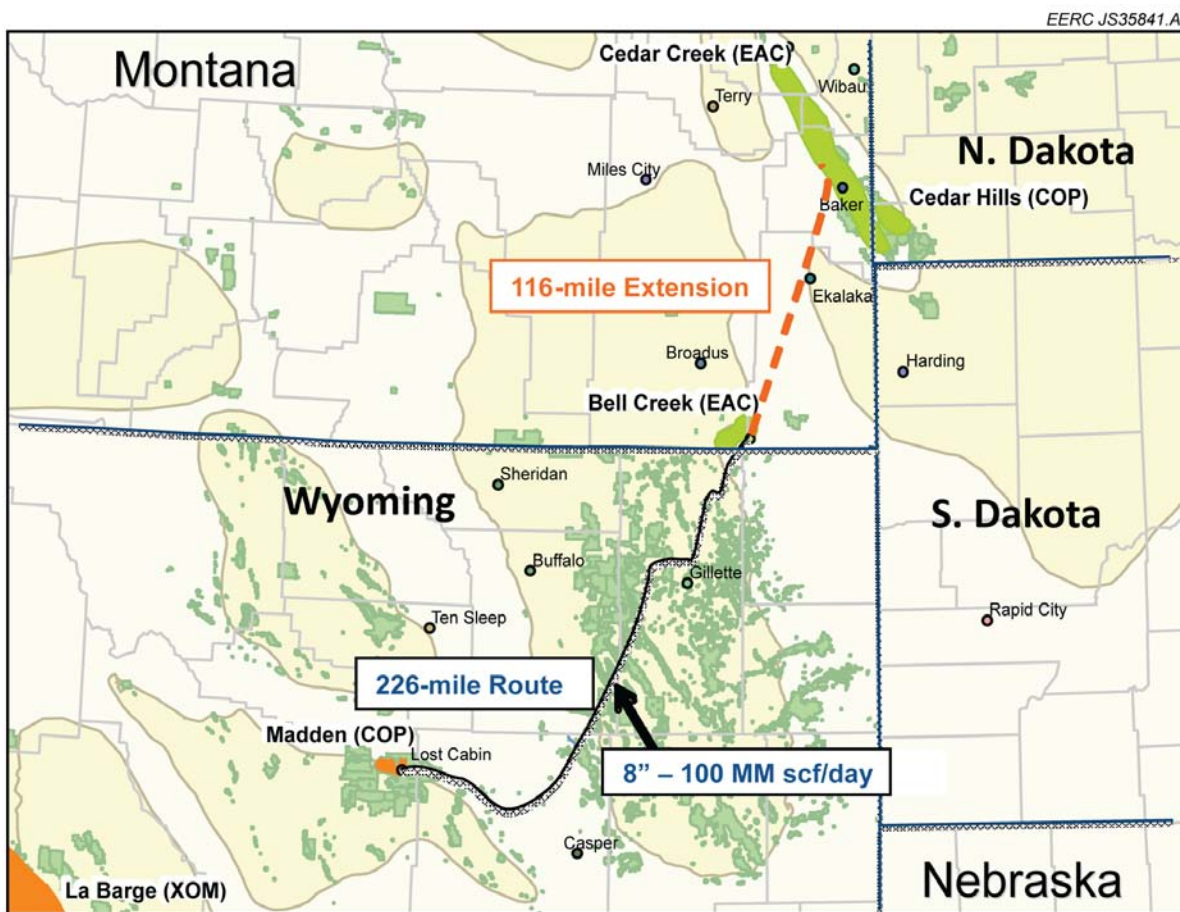 EERC JS35841.A
Montana
Cedar Creek (EAC)
Wibau
Terry
N. Dakota
Miles City
Baker
Cedar Hills (COP)
116-mile Extension
Ekalaka
Broadus
Harding
Bell Creek (EAC)
Sheridan
Wyoming
S. Dakota
Buffalo
Gillette
Ten Sleep
Rapid City
226-mile Route
Madden (COP)
Lost Cabin
8” – 100 MM scf/day
Casper
La Barge (XOM)
Nebraska